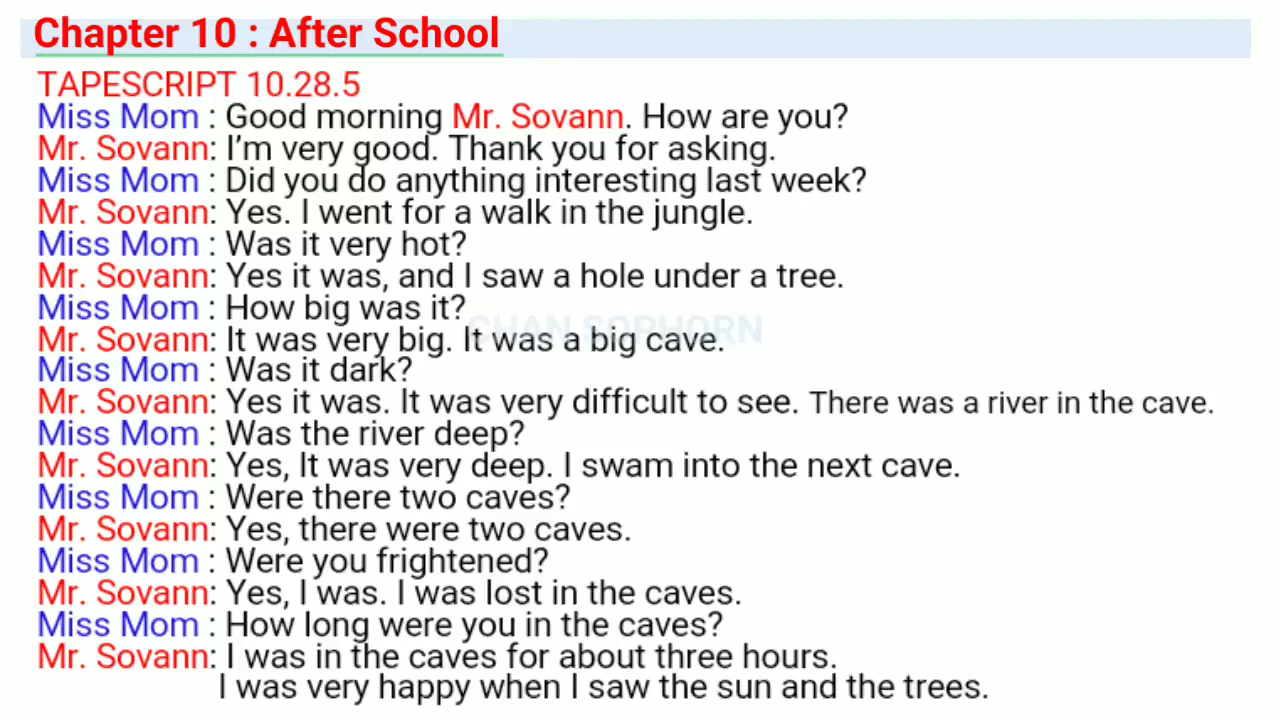 Chapter 10 : After School
TAPESCRIPT 10.28.5
Miss Mom : Good morning Mr. Sovann. How are you?
Mr. Sovann: I'm very good. Thank you for asking.
Miss Mom : Did you do anything interesting last week?
Mr. Sovann: Yes. I went for a walk in the jungle.
Miss Mom : Was it very hot?
Mr. Sovann: Yes it was, and I saw a hole under a tree.
Miss Mom : How big was it?
CHAN SOPHORN
Mr. Sovann: It was very big. It was a big cave.
Miss Mom : Was it dark?
Mr. Sovann: Yes it was. It was very difficult to see. There was a river in the cave.
Miss Mom : Was the river deep?
Mr. Sovann: Yes, It was very deep. I swam into the next cave.
Miss Mom : Were there two caves?
Mr. Sovann: Yes, there were two caves.
Miss Mom : Were you frightened?
Mr. Sovann: Yes, I was. I was lost in the caves.
Miss Mom : How long were you in the caves?
Mr. Sovann: I was in the caves for about three hours.
I was very happy when I saw the sun and the trees.